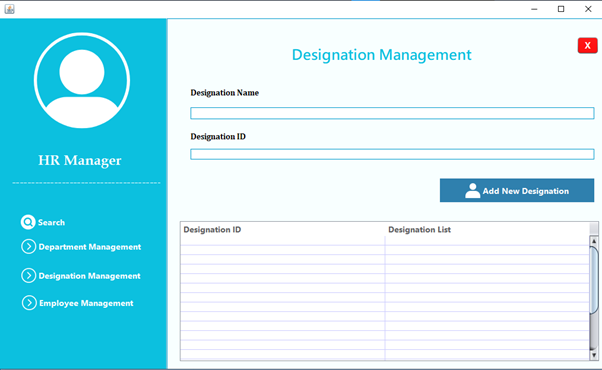 Designation Management
X
HR Manager
Designation Name
Designation ID
Add New Designation
Search
Department Management
Designation Management
Employee Management
Designation ID Designation List